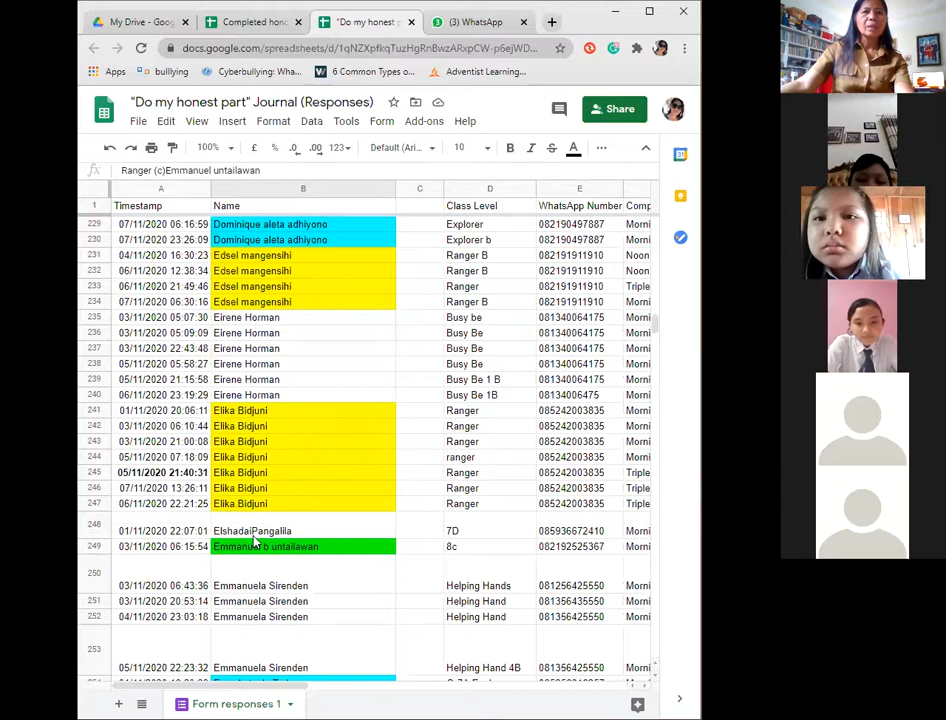 My Drive - Goog
Completed hono
"Do my honest p
3
(3) WhatsApp
docs.google.com/spreadsheets/d/1qNZXpfkqTuzHgRnBwzARxpCW-p6ejWD...
Apps
bulllying
Cyberbullying: Wha...
6 Common Types o...
Adventist Learning...
"Do my honest part" Journal (Responses)
Share
File Edit View Insert Format Data Tools Form Add-ons Help
100% £ % .0 .00 123 Default (Ari... 10 B I S A ...
fx Ranger (c)Emmanuel untailawan
A B C D E
1 Timestamp Name Class Level WhatsApp Number Comp
229 07/11/2020 06:16:59 Dominique aleta adhiyono Explorer 082190497887 Morni
230 07/11/2020 23:26:09 Dominique aleta adhiyono Explorer b 082190497887 Morni
231 04/11/2020 16:30:23 Edsel mangensihi Ranger B 082191911910 Noon
232 06/11/2020 12:38:34 Edsel mangensihi Ranger B 082191911910 Noon
233 06/11/2020 21:49:46 Edsel mangensihi Ranger 082191911910 Triple
234 07/11/2020 06:30:16 Edsel mangensihi Ranger B 082191911910 Morni
235 03/11/2020 05:07:30 Eirene Horman Busy be 081340064175 Morni
236 03/11/2020 05:09:09 Eirene Horman Busy Be 081340064175 Morni
237 03/11/2020 22:43:48 Eirene Horman Busy Be 081340064175 Morni
238 05/11/2020 05:58:27 Eirene Horman Busy Be 081340064175 Morni
239 05/11/2020 21:15:58 Eirene Horman Busy Be 1 B 081340064175 Morni
240 06/11/2020 23:19:29 Eirene Horman Busy Be 1B 08134006475 Morni
241 01/11/2020 20:06:11 Elika Bidjuni Ranger 085242003835 Morni
242 03/11/2020 06:10:44 Elika Bidjuni Ranger 085242003835 Morni
243 03/11/2020 21:00:08 Elika Bidjuni Ranger 085242003835 Morni
244 05/11/2020 07:18:09 Elika Bidjuni ranger 085242003835 Morni
245 05/11/2020 21:40:31 Elika Bidjuni Ranger 085242003835 Triple
246 07/11/2020 13:26:11 Elika Bidjuni Ranger 085242003835 Triple
247 06/11/2020 22:21:25 Elika Bidjuni Ranger 085242003835 Triple
248 01/11/2020 22:07:01 ElshadaiPangalila 7D 085936672410 Morni
249 03/11/2020 06:15:54 Emmanuel b untailawan 8c 082192525367 Morni
250 03/11/2020 06:43:36 Emmanuela Sirenden Helping Hands 081256425550 Morni
251 03/11/2020 20:53:14 Emmanuela Sirenden Helping Hand 081356435550 Morni
252 04/11/2020 23:03:18 Emmanuela Sirenden Helping Hand 081356425550 Morni
253 05/11/2020 22:23:32 Emmanuela Sirenden Helping Hand 4B 081356425550 Morni
Form responses 1